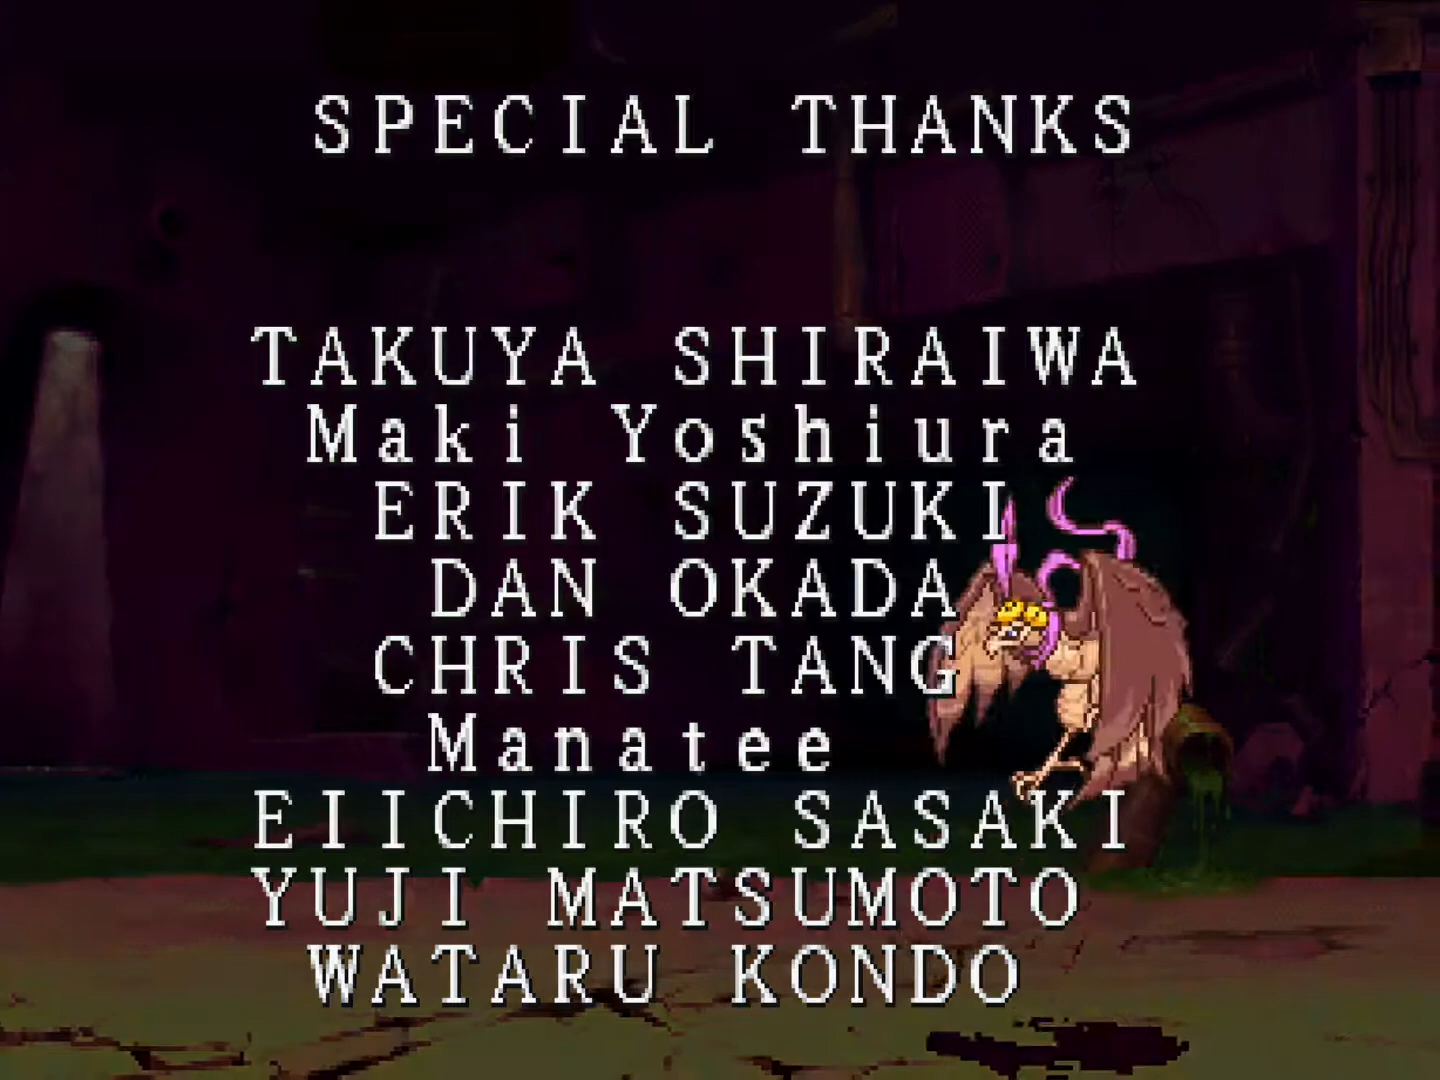 SPECIAL THANKS
TAKUYA SHIRAIWA
Maki Yoshiura
ERIK SUZUKI
DAN OKADA
CHRIS TANG
Manatee
EIICHIRO SASAKI
YUJI MATSUMOTO
WATARU KONDO